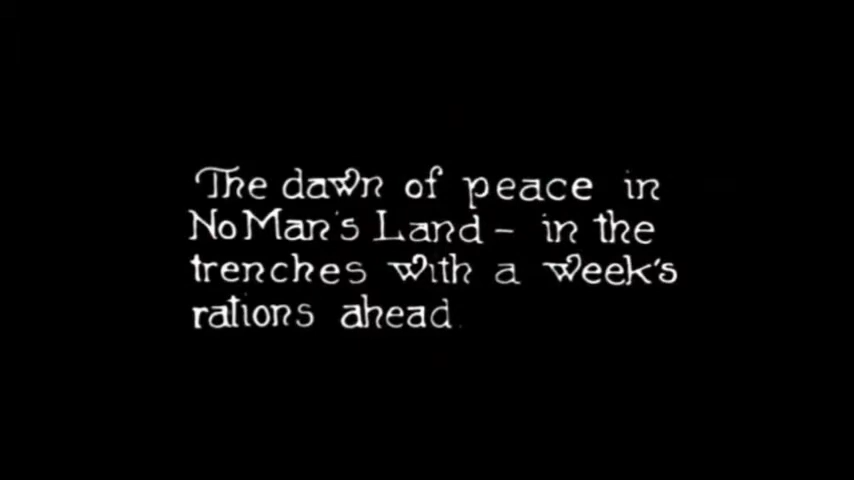 The dawn of peace in
No Man's Land - in the
trenches with a week's
rations ahead.